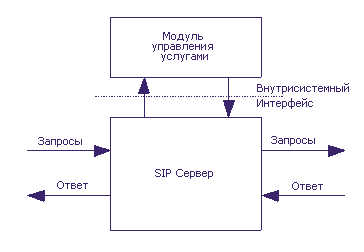 Модуль
управления
услугами
Внутрисистемный
Интерфейс
Запросы
Запросы
SIP Сервер
Ответ
Ответ